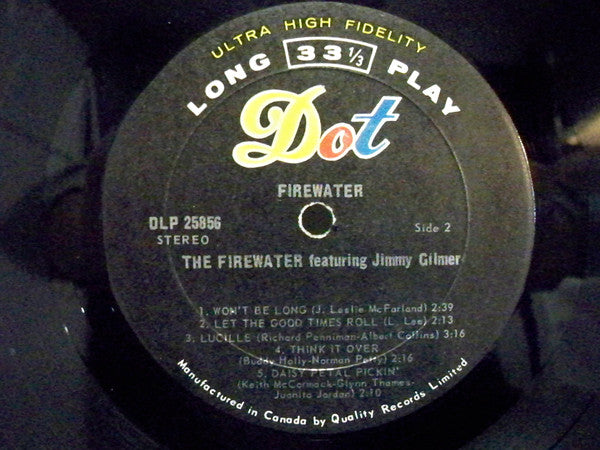 ULTRA HIGH FIDELITY
LONG 33 1/3 PLAY
Dot
FIREWATER
DLP 25856
STEREO
Side 2
THE FIREWATER featuring Jimmy Gilmer
1. WON'T BE LONG (J. Leslie McFarland) 2:39
2. LET THE GOOD TIMES ROLL (L. Lee) 2:13
3. LUCILLE (Richard Penniman-Albert Collins) 3:16
4. THINK IT OVER
(Buddy Holly-Norman Petty) 2:16
5. DAISY PETAL PICKIN'
(Keith McCormack-Glynn Thames-
Juanita Jordan) 2:10
Manufactured in Canada by Quality Records Limited